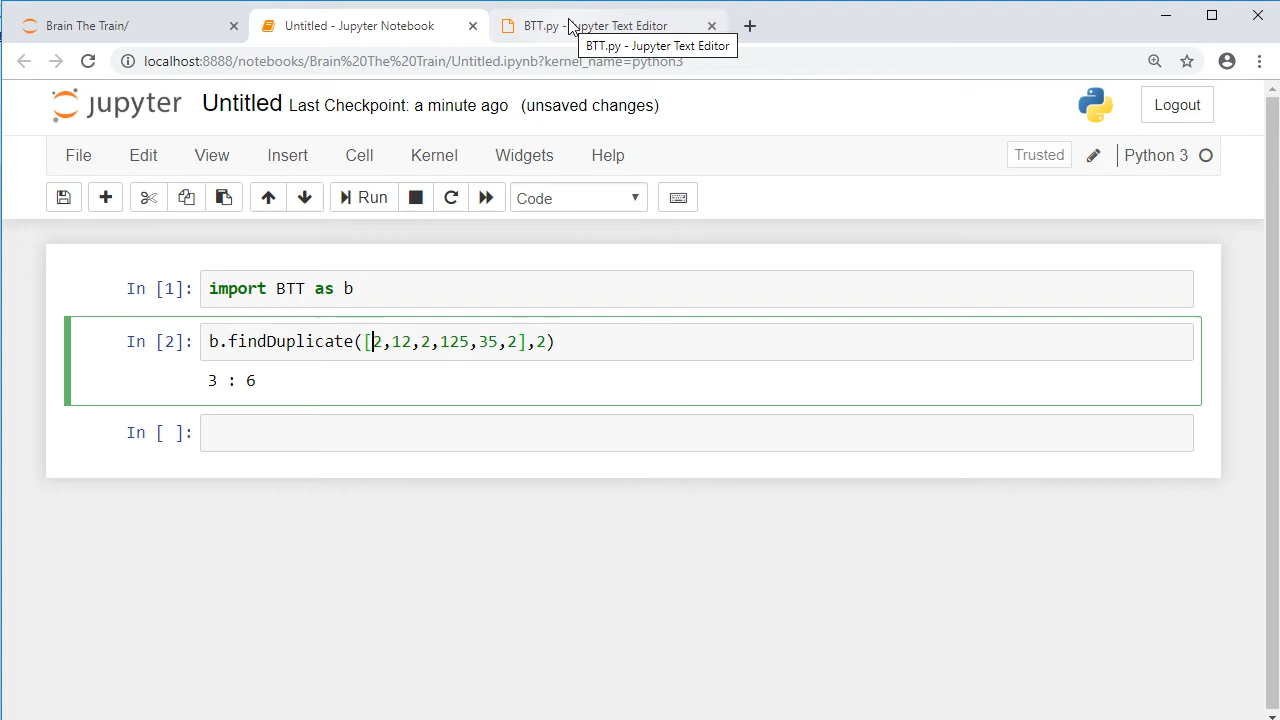 Brain The Train/
Untitled - Jupyter Notebook
BTT.py - Jupyter Text Editor
BTT.py - Jupyter Text Editor
localhost:8888/notebooks/Brain%20The%20Train/Untitled.ipynb?kernel_name=python3
jupyter Untitled Last Checkpoint: a minute ago (unsaved changes)
Logout
File Edit View Insert Cell Kernel Widgets Help
Trusted Python 3
Run Code
In [1]: import BTT as b
In [2]: b.findDuplicate([2,12,2,125,35,2],2)
3 : 6
In [ ]: